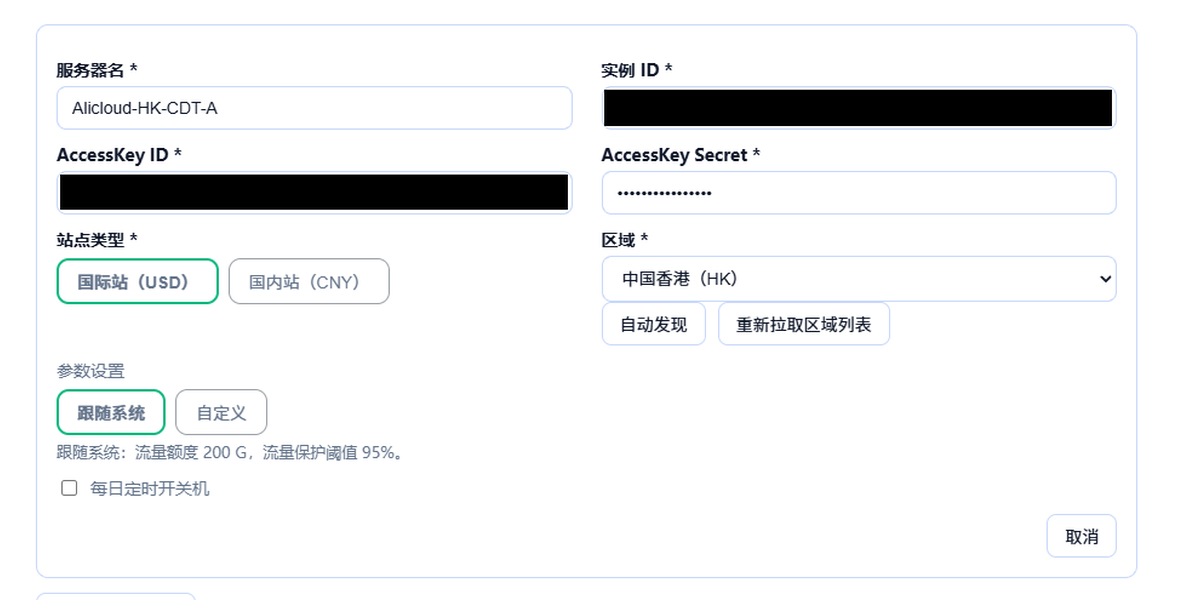 服务器名 *
实例 ID *
Alicloud-HK-CDT-A
AccessKey ID *
AccessKey Secret *
••••••••••••••••
站点类型 *
区域 *
国际站（USD）
国内站（CNY）
中国香港（HK）
自动发现
重新拉取区域列表
参数设置
跟随系统
自定义
跟随系统：流量额度 200 G，流量保护阈值 95%。
每日定时开关机
取消